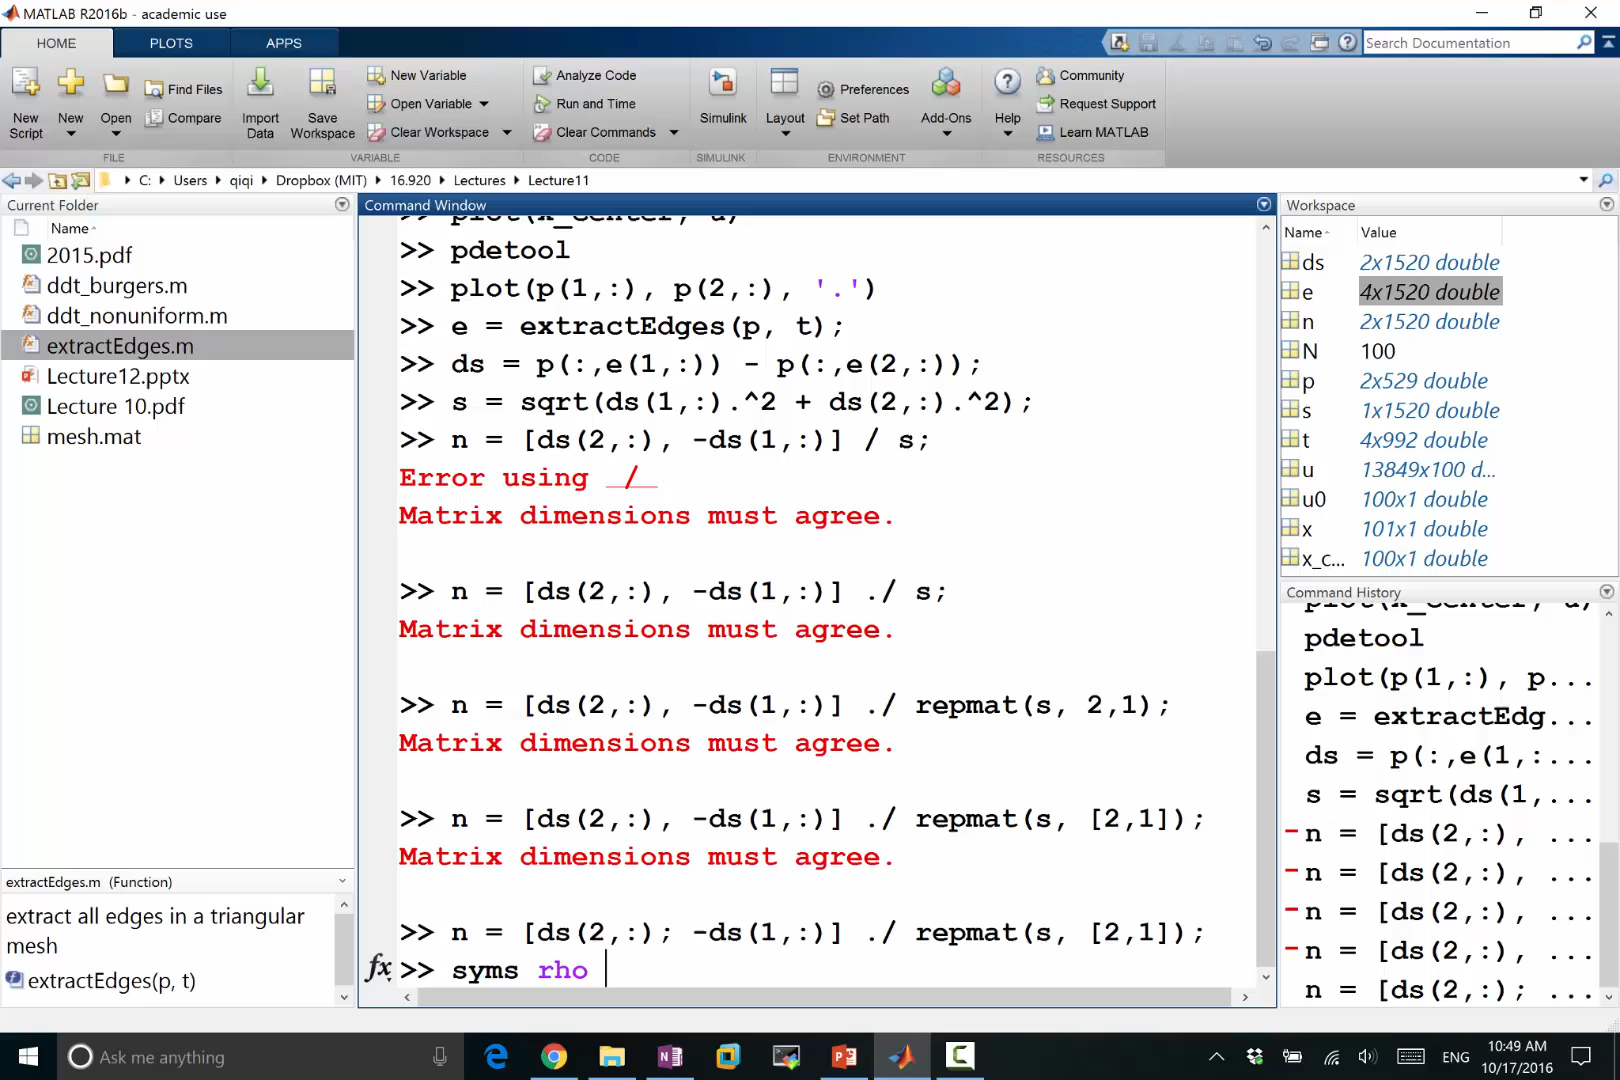 MATLAB R2016b - academic use
HOME PLOTS APPS
Search Documentation
New Script
New
Open
Find Files
Compare
Import Data
Save Workspace
New Variable
Open Variable
Clear Workspace
Analyze Code
Run and Time
Clear Commands
Simulink
Layout
Preferences
Set Path
Add-Ons
Help
Community
Request Support
Learn MATLAB
FILE VARIABLE CODE SIMULINK ENVIRONMENT RESOURCES
C: Users qiqi Dropbox (MIT) 16.920 Lectures Lecture11
Current Folder
Name
2015.pdf
ddt_burgers.m
ddt_nonuniform.m
extractEdges.m
Lecture12.pptx
Lecture 10.pdf
mesh.mat
extractEdges.m (Function)
extract all edges in a triangular
mesh
extractEdges(p, t)
Command Window
>> plot(x_center, u)
>> pdetool
>> plot(p(1,:), p(2,:), '.')
>> e = extractEdges(p, t);
>> ds = p(:,e(1,:)) - p(:,e(2,:));
>> s = sqrt(ds(1,:).^2 + ds(2,:).^2);
>> n = [ds(2,:), -ds(1,:)] / s;
Error using /
Matrix dimensions must agree.
>> n = [ds(2,:), -ds(1,:)] ./ s;
Matrix dimensions must agree.
>> n = [ds(2,:), -ds(1,:)] ./ repmat(s, 2,1);
Matrix dimensions must agree.
>> n = [ds(2,:), -ds(1,:)] ./ repmat(s, [2,1]);
Matrix dimensions must agree.
>> n = [ds(2,:); -ds(1,:)] ./ repmat(s, [2,1]);
fx >> syms rho
Workspace
Name Value
ds 2x1520 double
e 4x1520 double
n 2x1520 double
N 100
p 2x529 double
s 1x1520 double
t 4x992 double
u 13849x100 d...
u0 100x1 double
x 101x1 double
x_c... 100x1 double
Command History
plot(x_center, u)
pdetool
plot(p(1,:), p...
e = extractEdg...
ds = p(:,e(1,:...
s = sqrt(ds(1,...
n = [ds(2,:), ...
n = [ds(2,:), ...
n = [ds(2,:), ...
n = [ds(2,:), ...
n = [ds(2,:); ...
Ask me anything
ENG
10:49 AM
10/17/2016